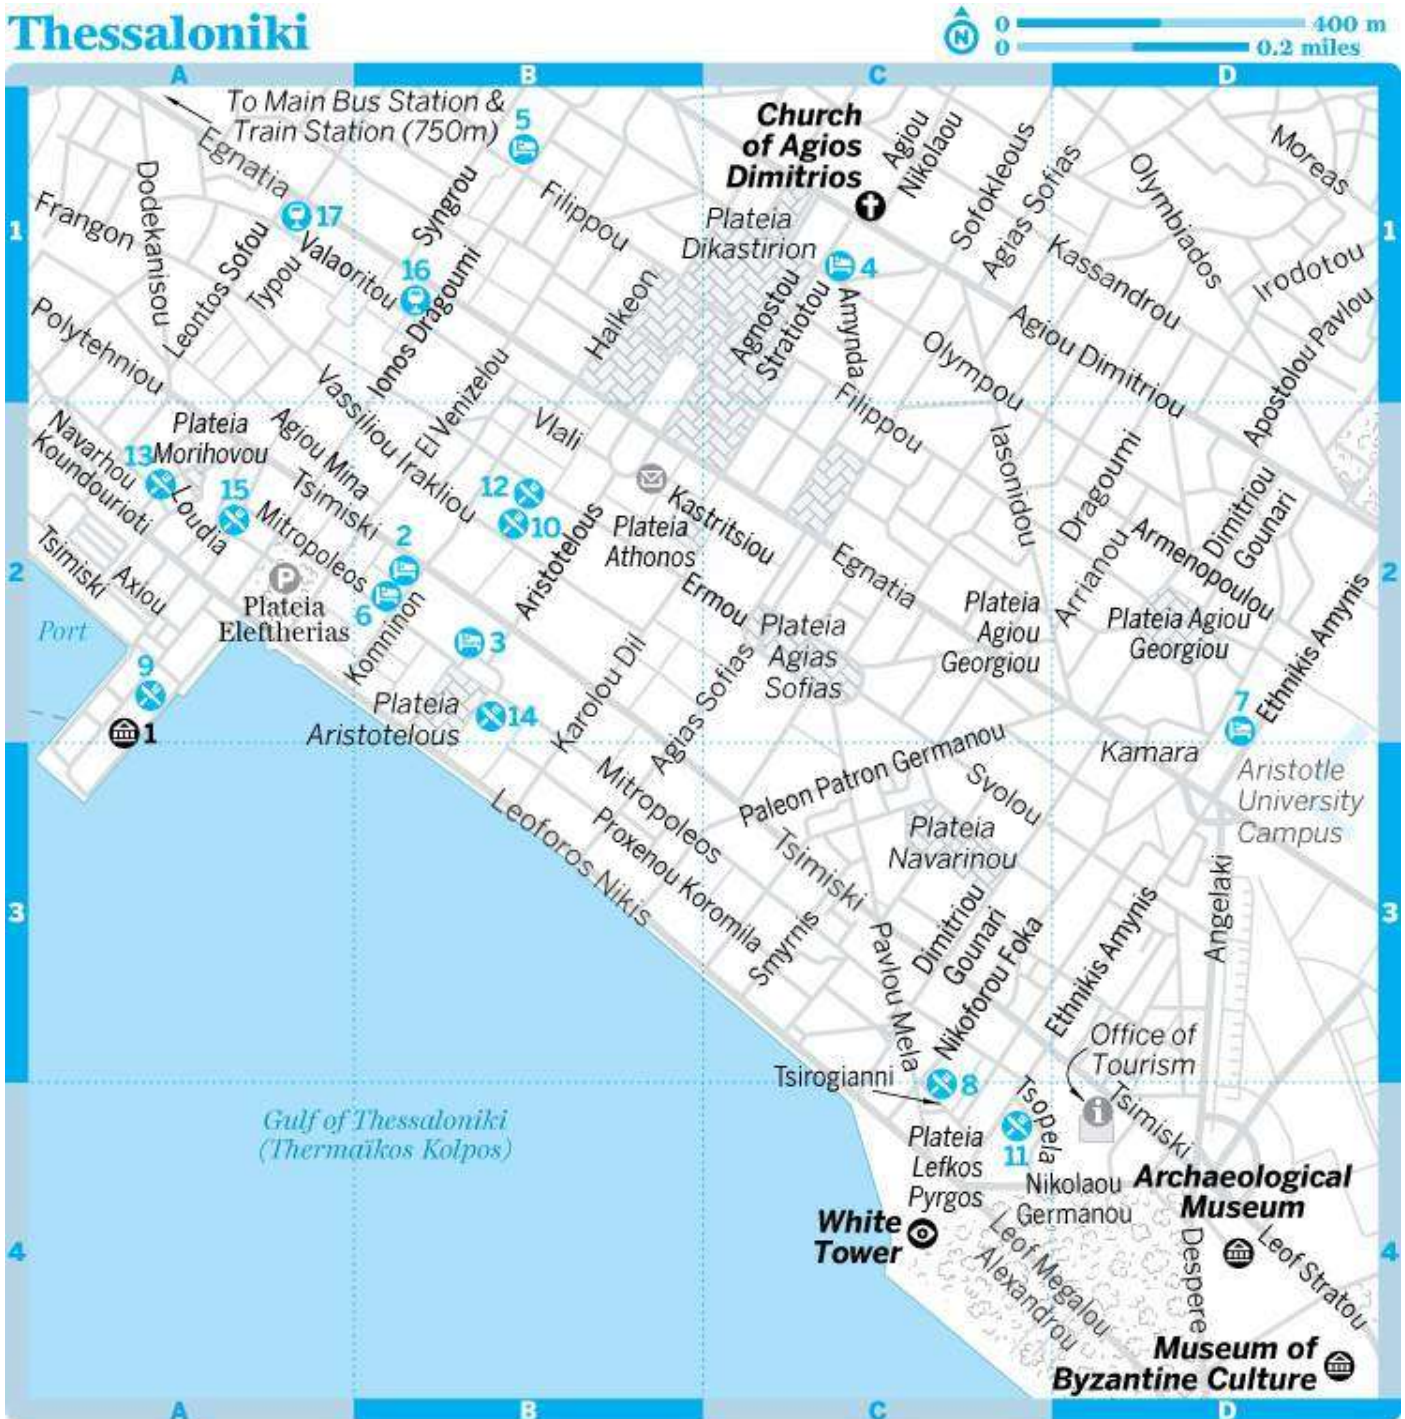 Thessaloniki
N
0 400 m
0 0.2 miles
A B C D
To Main Bus Station &
Train Station (750m)
5
Church
of Agios
Dimitrios
Agiou
Nikolaou
Sofokleous
Agias Sofias
Moreas
Egnatia
Dodekanisou
Olymbiados
Frangon
Syngrou
Filippou
Plateia
Dikastirion
1
17
1
Leontos Sofou
Typou
Valaoritou
16
Ionos Dragoumi
4
Kassandrou
Irodotou
Halkeon
Agnostou
Stratiotou
Amynda
Agiou Dimitriou
Apostolou Pavlou
Polytehniou
Olympou
Vassiliou Irakliou
El Venizelou
Filippou
Vlali
Iasonidou
Navarhou
Koundourioti
Plateia
Morihovou
Agiou Mina
Tsimiski
Dragoumi
13
15
Loudia
Mitropoleos
12
10
Dimitriou
Gounari
Kastritsiou
Plateia
Athonos
Aristotelous
Armenopoulou
2
Tsimiski
Axiou
2
6
P
Plateia
Eleftherias
Komninon
Egnatia
Ermou
Arrianou
Plateia
Agiou
Georgiou
Plateia Agiou
Georgiou
Ethnikis Amynis
2
Port
3
Plateia
Agias
Sofias
9
1
Plateia
Aristotelous
14
Karolou Dil
Agias Sofias
7
Paleon Patron Germanou
Kamara
Aristotle
University
Campus
Mitropoleos
Svolou
Leoforos Nikis
Proxenou Koromila
Tsimiski
Plateia
Navarinou
3
Smyrnis
Pavlou Mela
Dimitriou
Gounari
Nikoforou Foka
Ethnikis Amynis
Angelaki
3
Office of
Tourism
Tsirogianni
8
Gulf of Thessaloniki
(Thermaïkos Kolpos)
i
Tsopela
Tsimiski
11
Plateia
Lefkos
Pyrgos
Nikolaou
Germanou
Archaeological
Museum
White
Tower
4
Leof Megalou
Alexandrou
Despere
Leof Stratou
4
Museum of
Byzantine Culture
A B C D